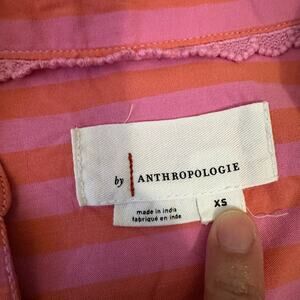 by ANTHROPOLOGIE
XS
made in india
fabriqué en inde